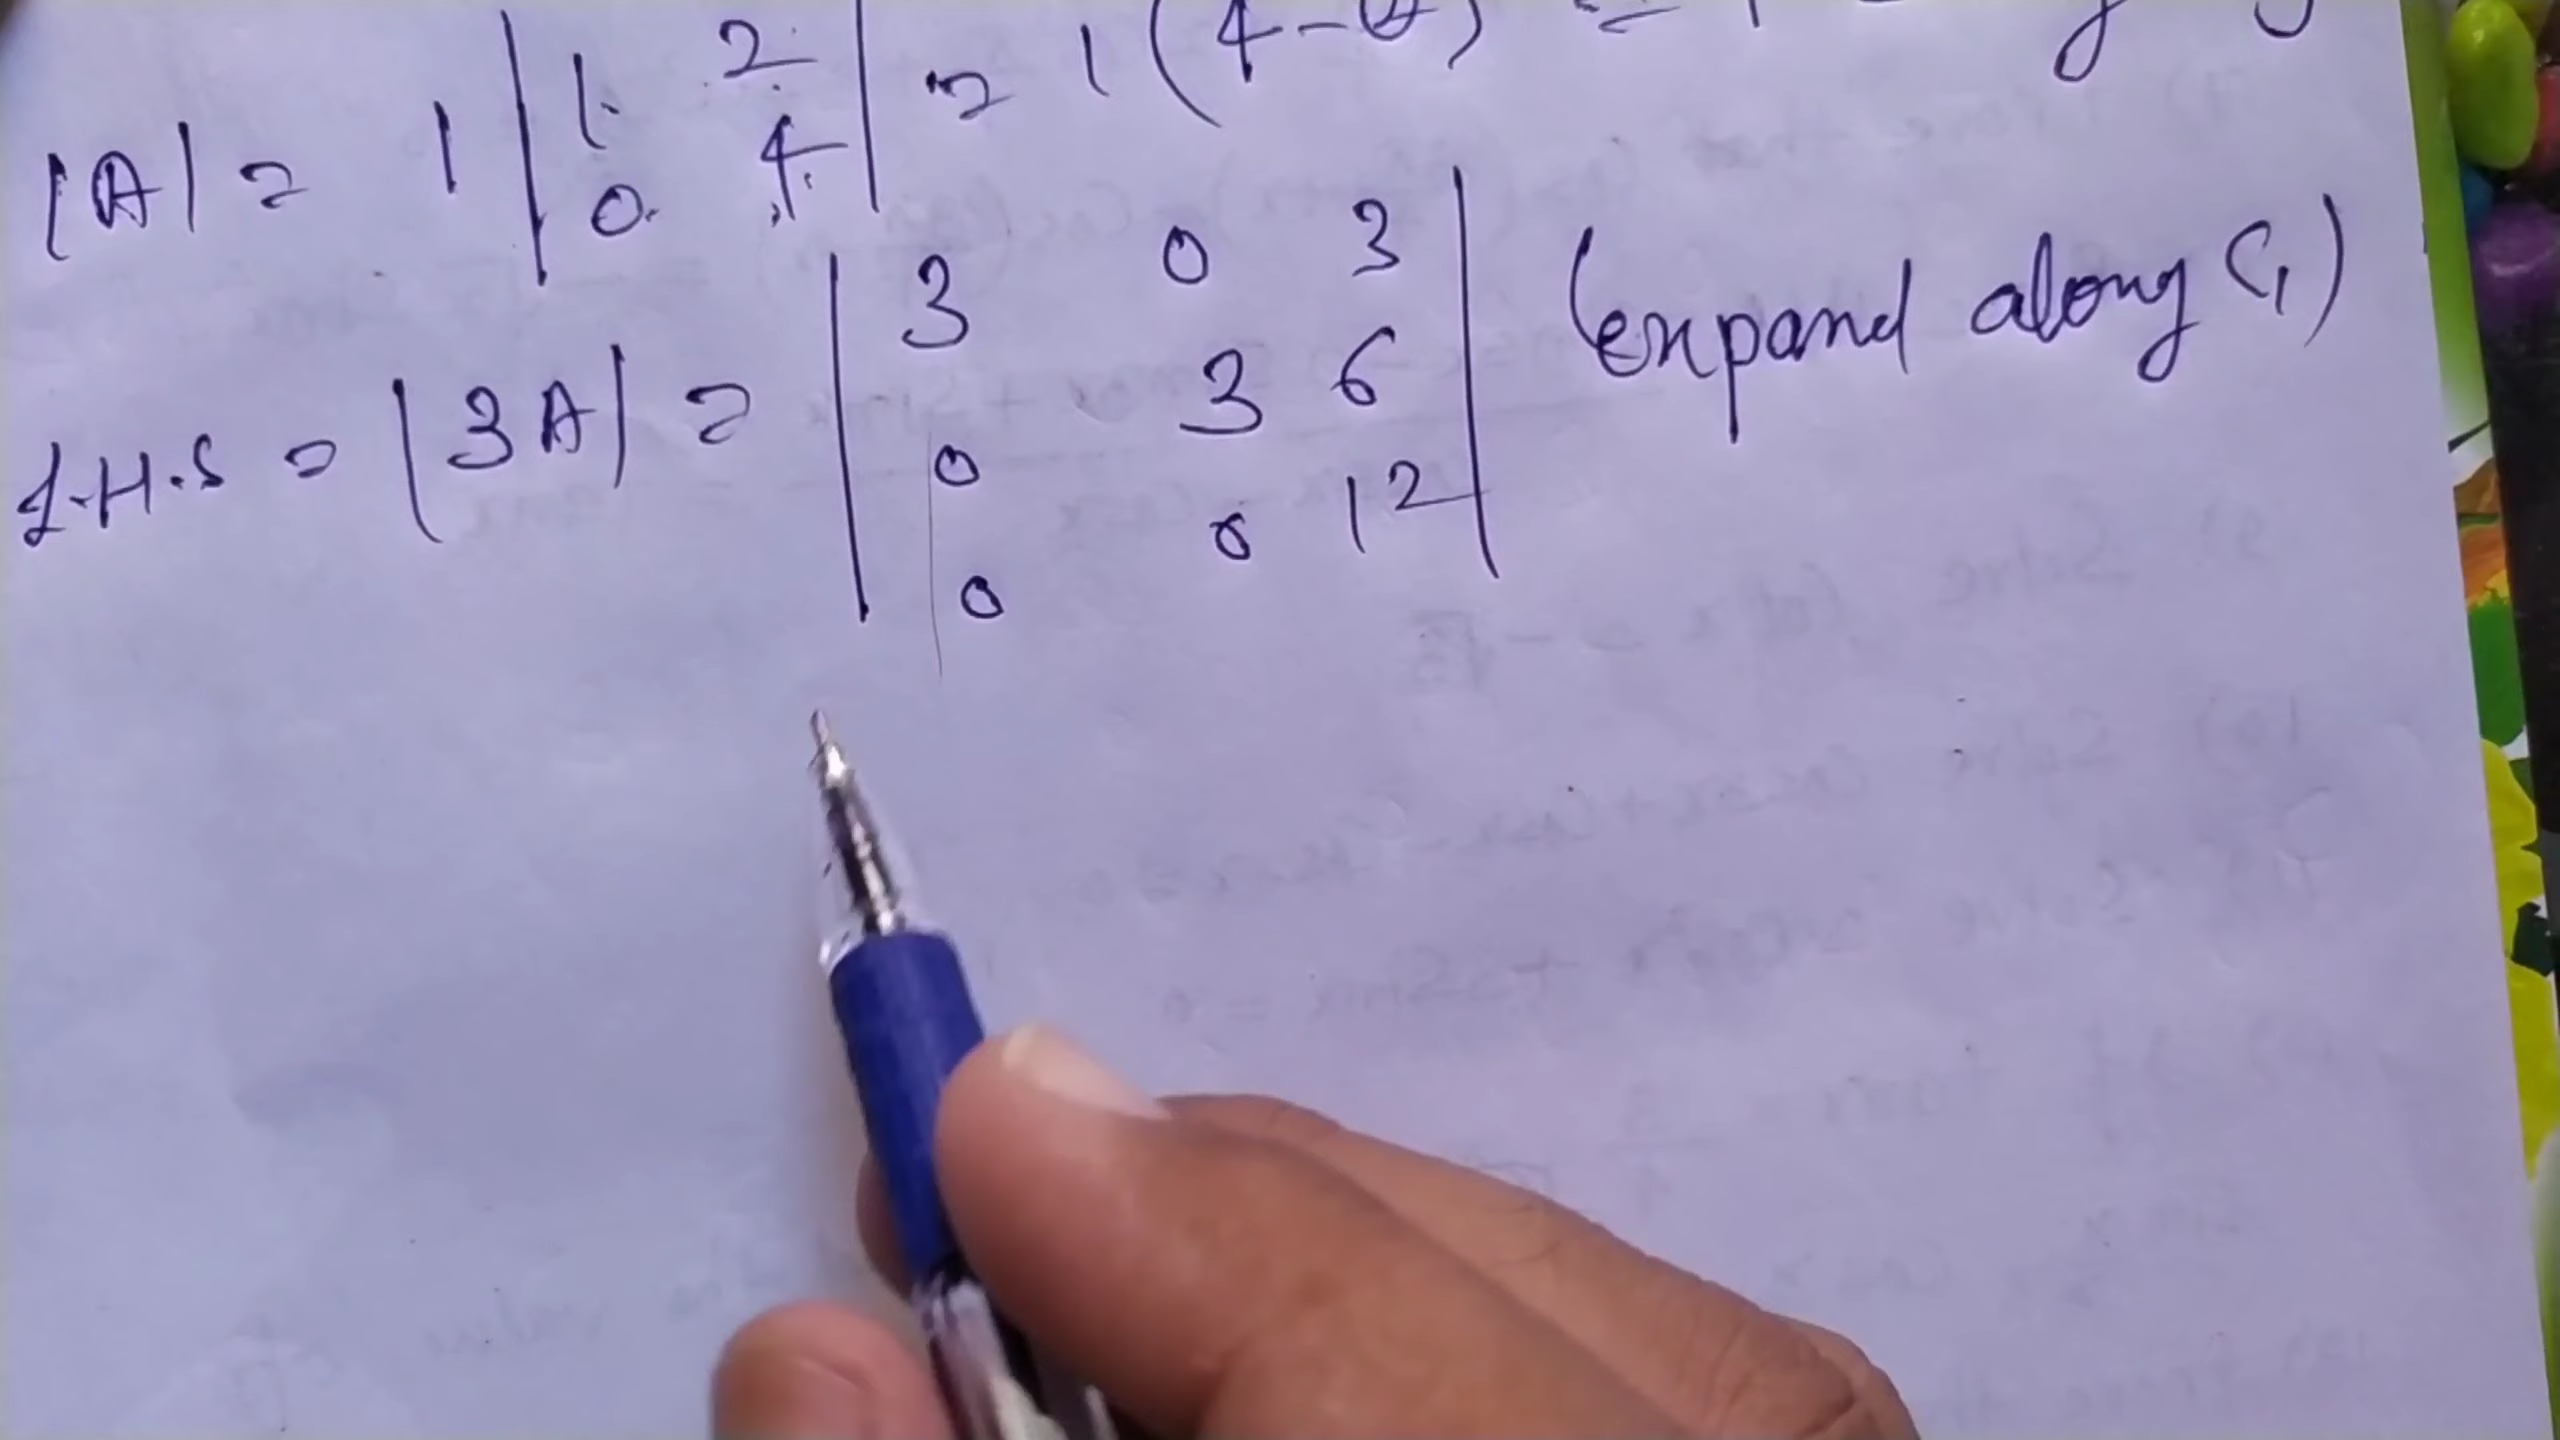 |A| = 1 | 1 2 | = 1 (4-0) =
| 0 4 |
| 3 0 3 | (expand along C₁)
L.H.S = |3A| = | 0 3 6 |
| 0 0 12 |